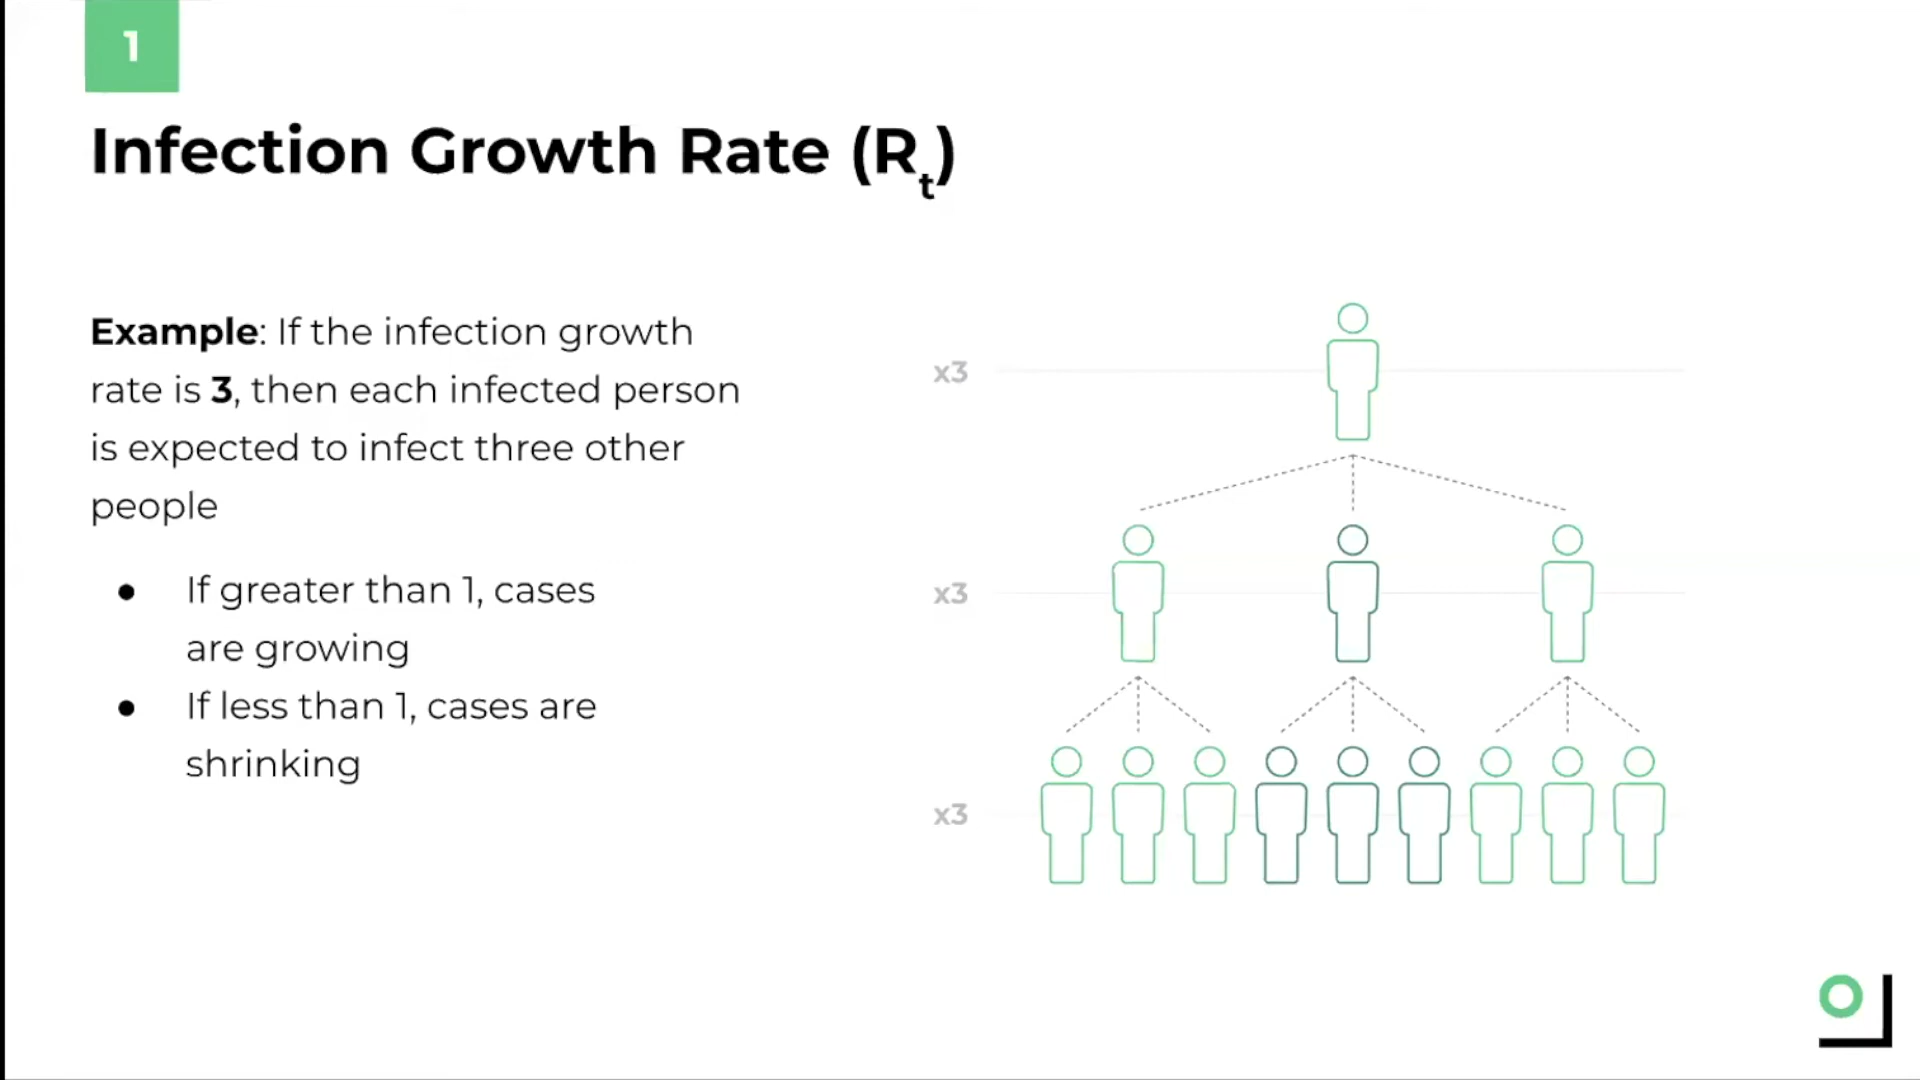 1
Infection Growth Rate (Rt)
Example: If the infection growth
rate is 3, then each infected person
is expected to infect three other
people
● If greater than 1, cases
are growing
● If less than 1, cases are
shrinking
x3
x3
x3